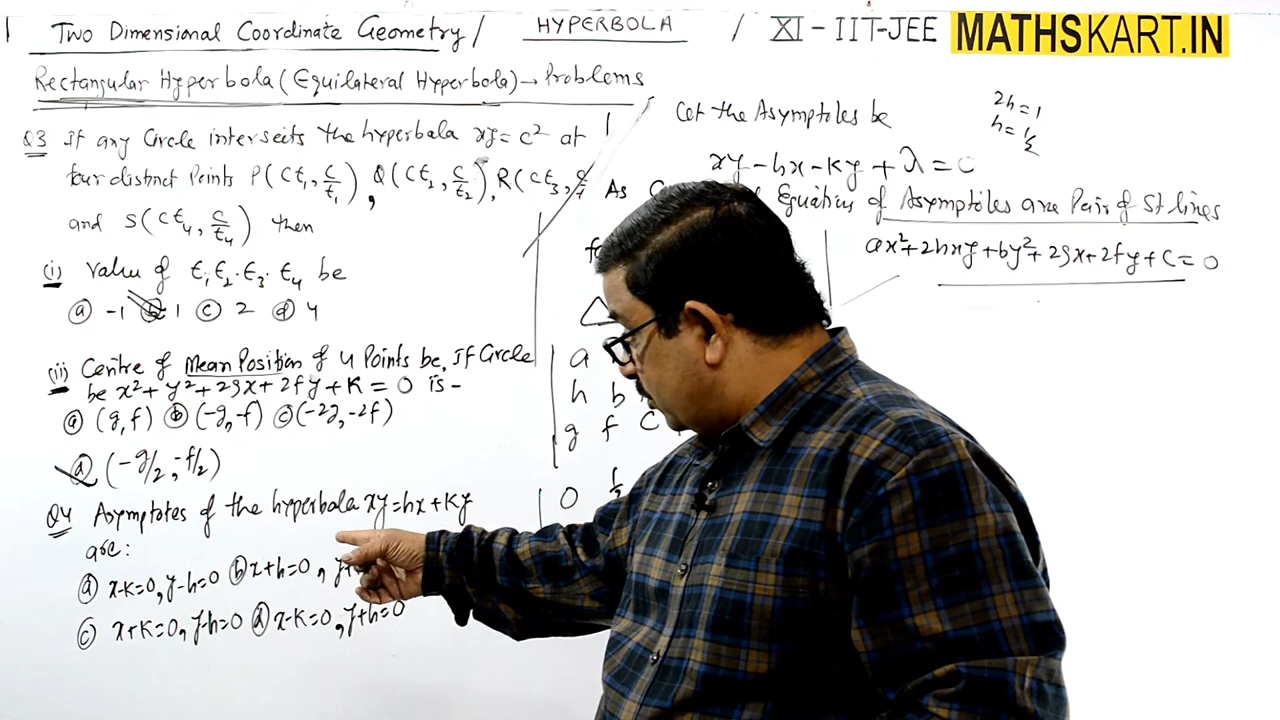 Two Dimensional Coordinate Geometry / HYPERBOLA / XI - IIT-JEE MATHSKART.IN
Rectangular Hyperbola (Equilateral Hyperbola) → Problems
Q3 If any Circle intersects the hyperbola xy = c² at
four distinct Points P(ct₁, c/t₁), Q(ct₂, c/t₂), R(ct₃, c/t
and S(ct₄, c/t₄) then
(i) Value of t₁t₂·t₃·t₄ be
(a) -1 (b) 1 (c) 2 (d) 4
(ii) Centre of Mean Position of 4 Points be, If Circle
be x² + y² + 2gx + 2fy + K = 0 is -
(a) (g, f) (b) (-g, -f) (c) (-2g, -2f)
(d) (-g/2, -f/2)
Q4 Asymptotes of the hyperbola xy = hx + Ky
are:
(a) x-K=0, y-h=0 (b) x+h=0, y+
(c) x+K=0, y-h=0 (d) x-K=0, y+h=0
Let the Asymptotes be
2h = 1
h = 1/2
xy - hx - Ky + λ = 0
As
Equation of Asymptotes are Pair of St lines
ax² + 2hxy + by² + 2gx + 2fy + c = 0
Δ
a
h b
g f c
0